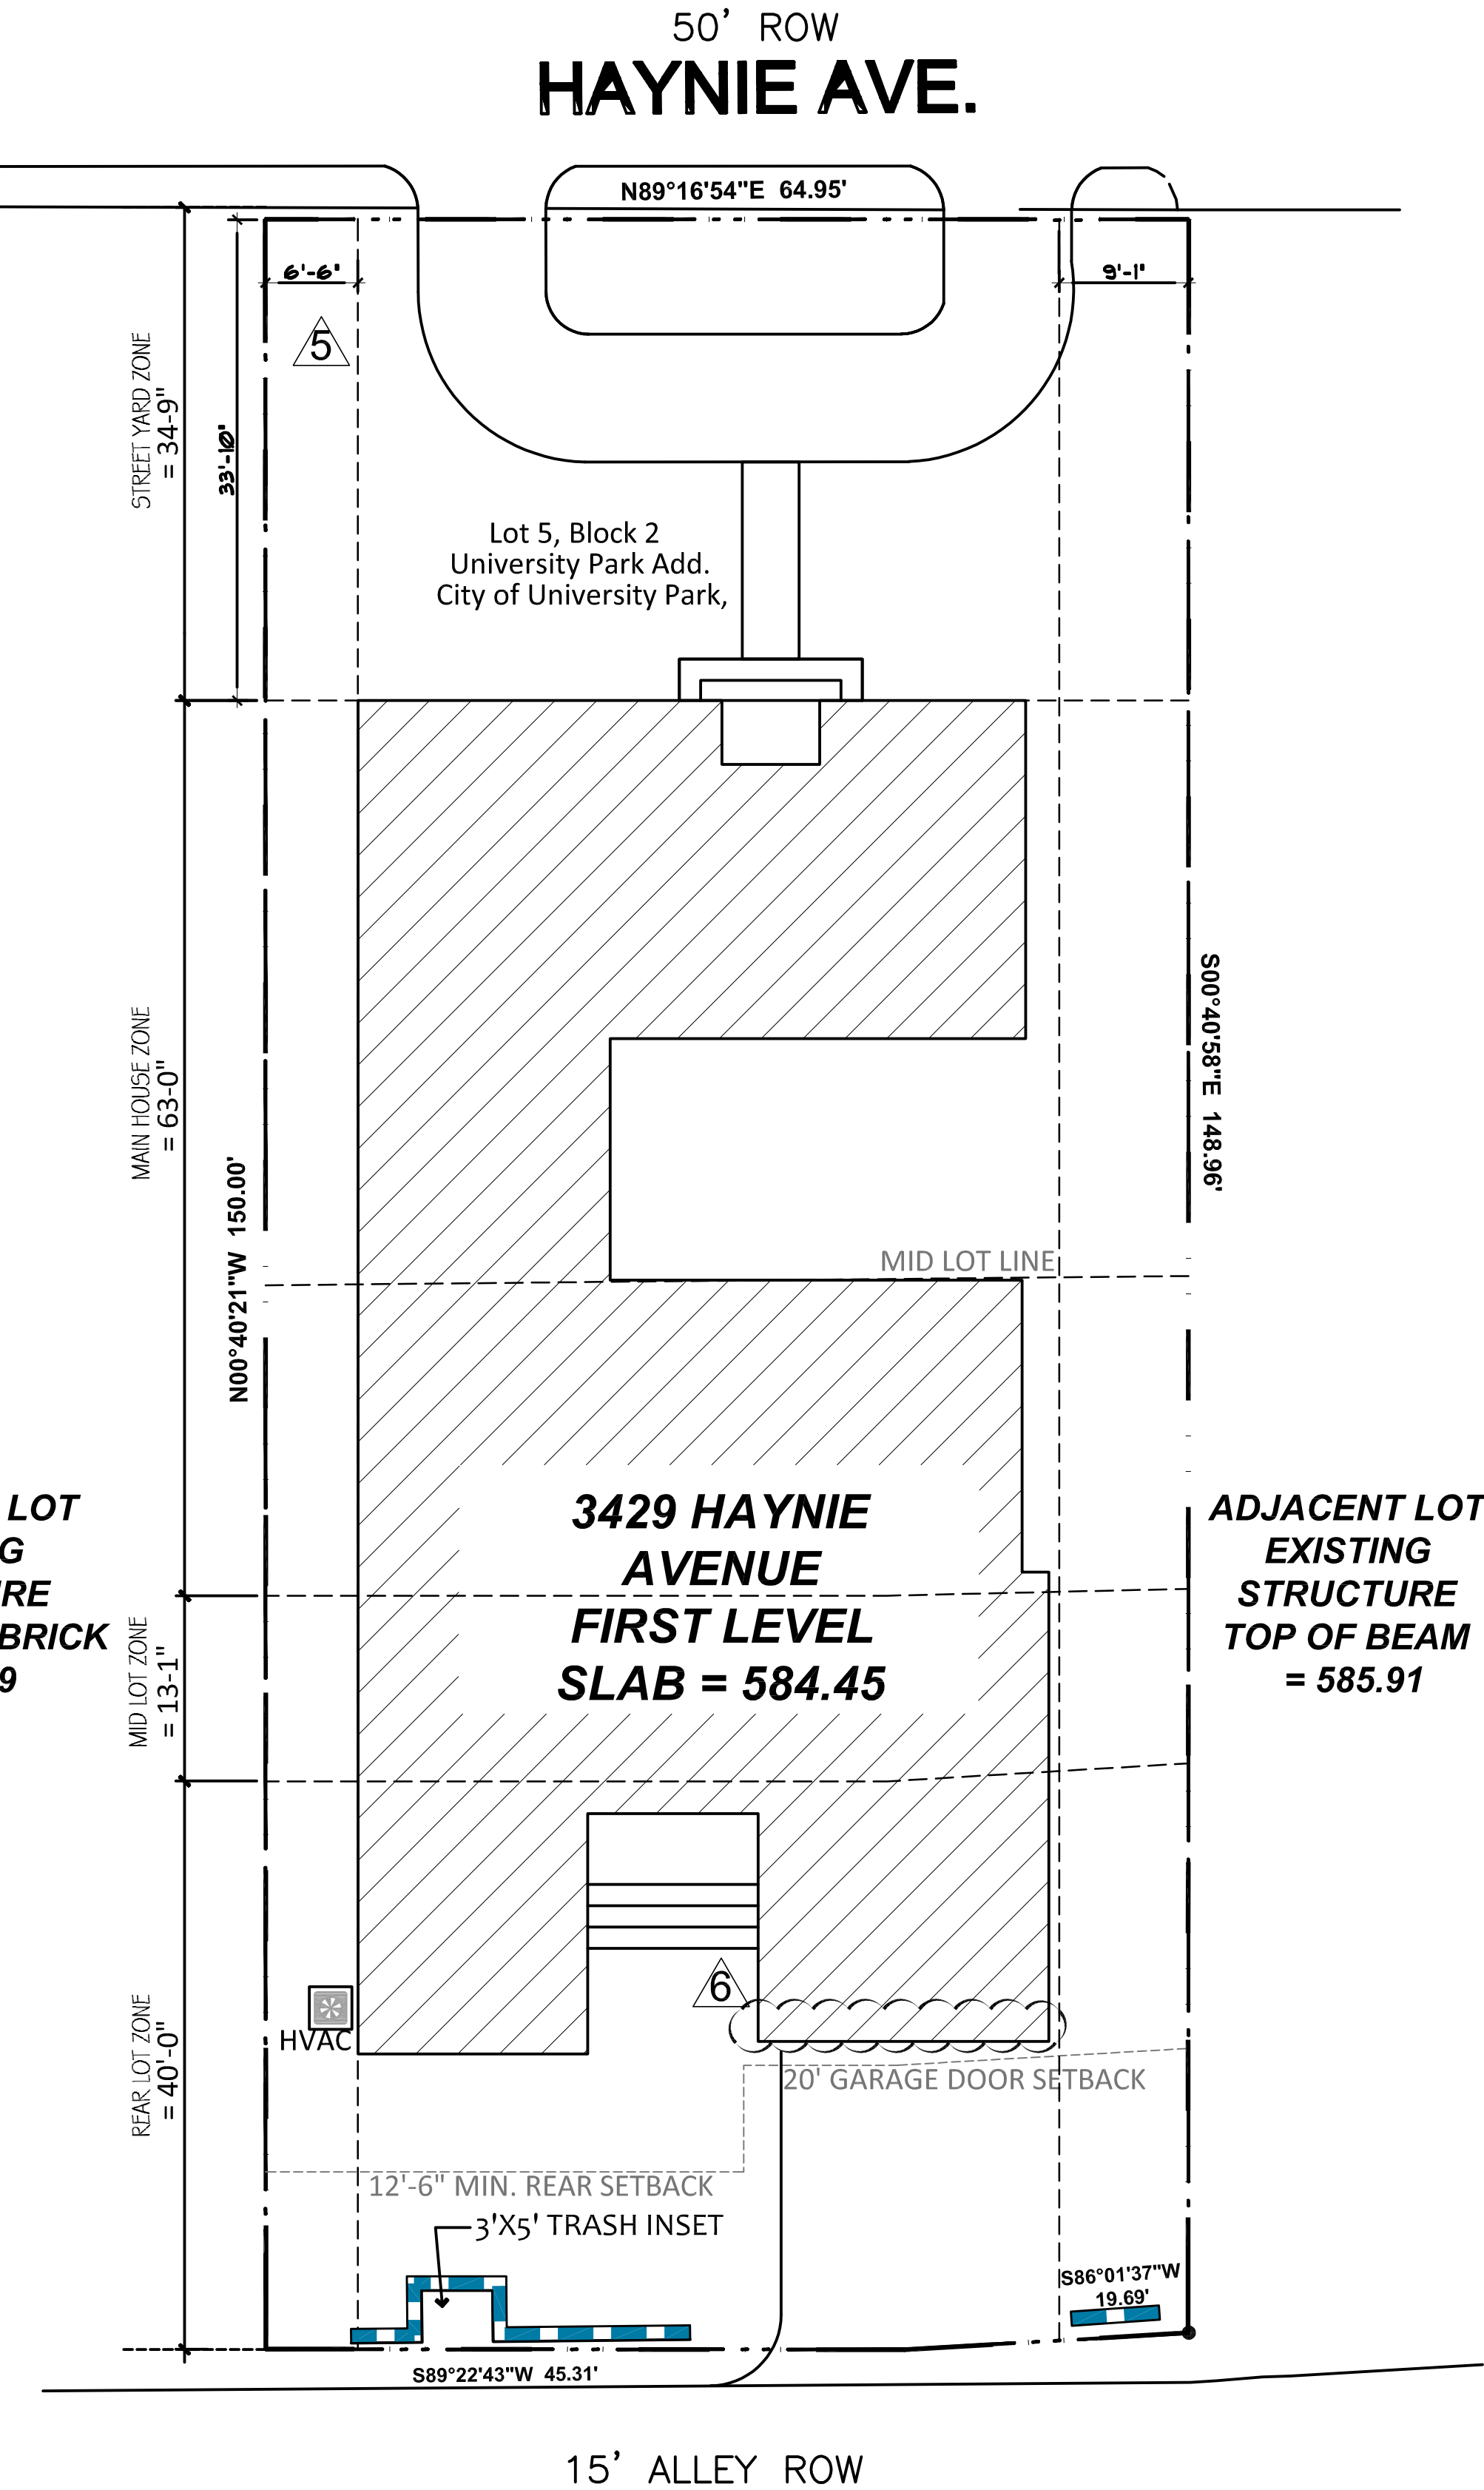 50' ROW
HAYNIE AVE.
N89°16'54"E 64.95'
6'-6"
9'-1"
5
STREET YARD ZONE
= 34-9"
33'-10"
Lot 5, Block 2
University Park Add.
City of University Park,
MAIN HOUSE ZONE
= 63-0"
S00°40'58"E 148.96'
N00°40'21"W 150.00'
MID LOT LINE
LOT
G
RE
BRICK
9
3429 HAYNIE
AVENUE
FIRST LEVEL
SLAB = 584.45
ADJACENT LOT
EXISTING
STRUCTURE
TOP OF BEAM
= 585.91
MID LOT ZONE
= 13-1"
6
HVAC
REAR LOT ZONE
= 40'-0"
20' GARAGE DOOR SETBACK
12'-6" MIN. REAR SETBACK
3'X5' TRASH INSET
S86°01'37"W
19.69'
S89°22'43"W 45.31'
15' ALLEY ROW